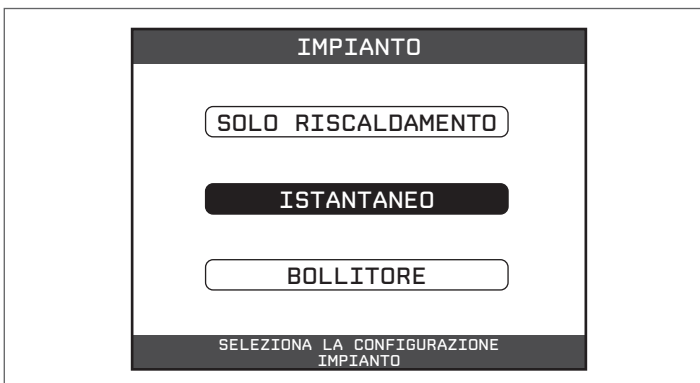 IMPIANTO
SOLO RISCALDAMENTO
ISTANTANEO
BOLLITORE
SELEZIONA LA CONFIGURAZIONE
IMPIANTO